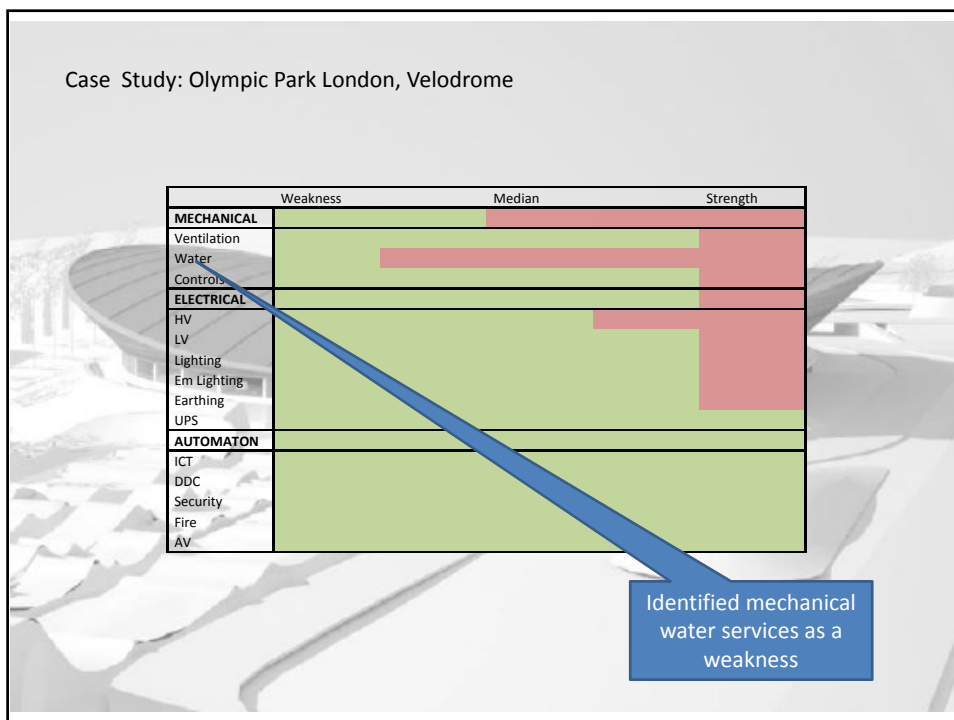 Case Study: Olympic Park London, Velodrome
Weakness Median Strength
MECHANICAL
Ventilation
Water
Controls
ELECTRICAL
HV
LV
Lighting
Em Lighting
Earthing
UPS
AUTOMATON
ICT
DDC
Security
Fire
AV
Identified mechanical
water services as a
weakness